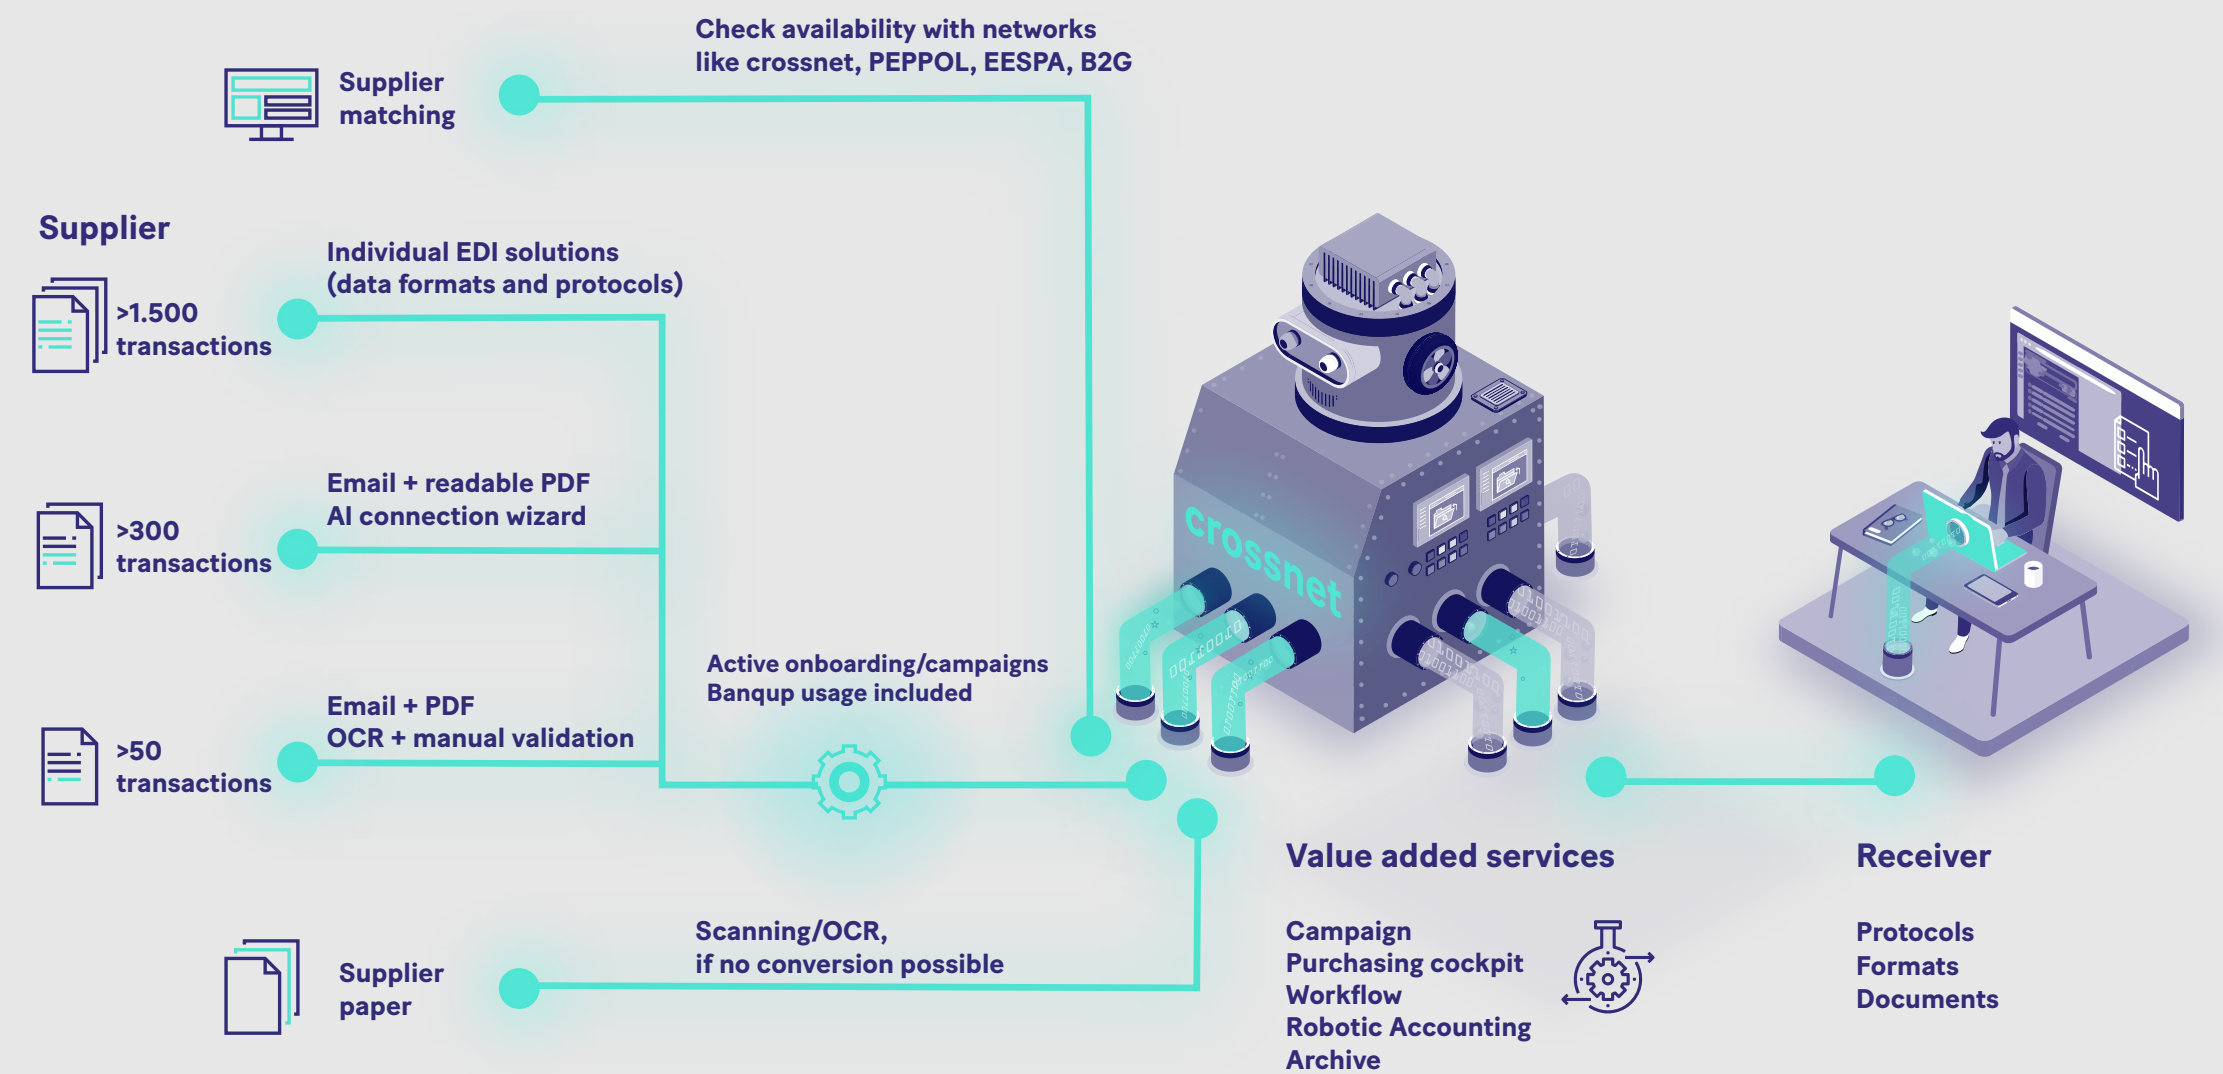 Check availability with networks
like crossnet, PEPPOL, EESPA, B2G
Supplier
matching
Supplier
Individual EDI solutions
(data formats and protocols)
>1.500
transactions
Email + readable PDF
AI connection wizard
>300
transactions
crossnet
Active onboarding/campaigns
Banqup usage included
Email + PDF
OCR + manual validation
>50
transactions
Value added services
Receiver
Scanning/OCR,
if no conversion possible
Supplier
paper
Campaign
Purchasing cockpit
Workflow
Robotic Accounting
Archive
Protocols
Formats
Documents